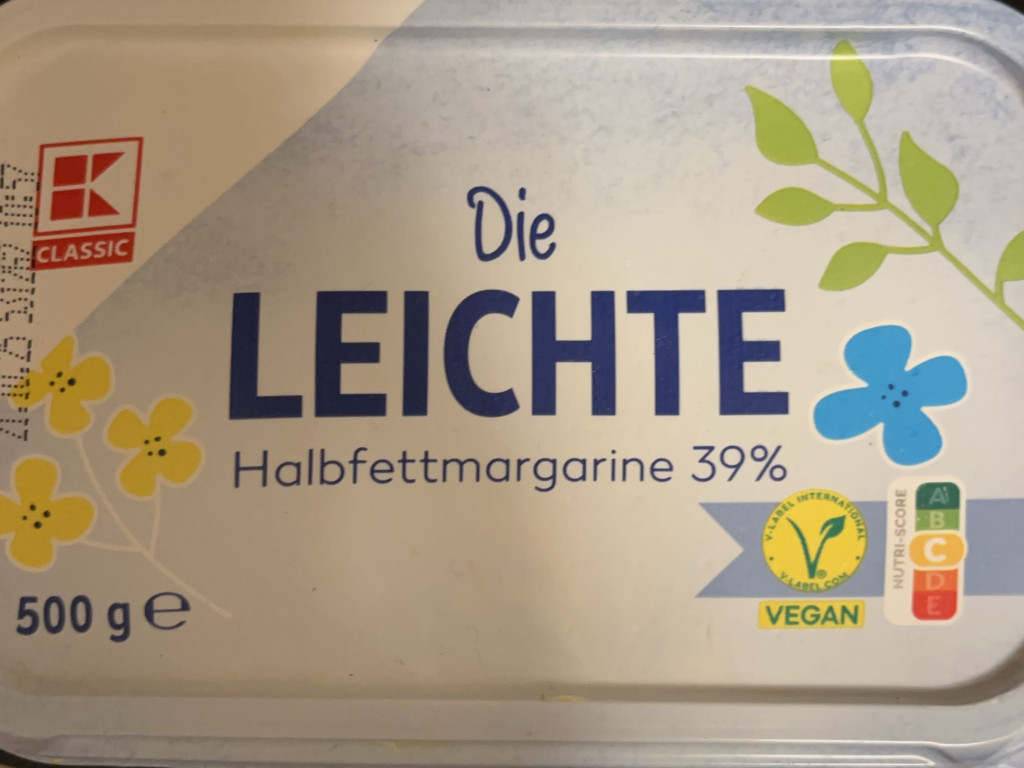 K
CLASSIC
Die
LEICHTE
Halbfettmargarine 39%
500 g e
V-LABEL INTERNATIONAL
V-LABEL.COM
VEGAN
NUTRI-SCORE
A
B
C
D
E